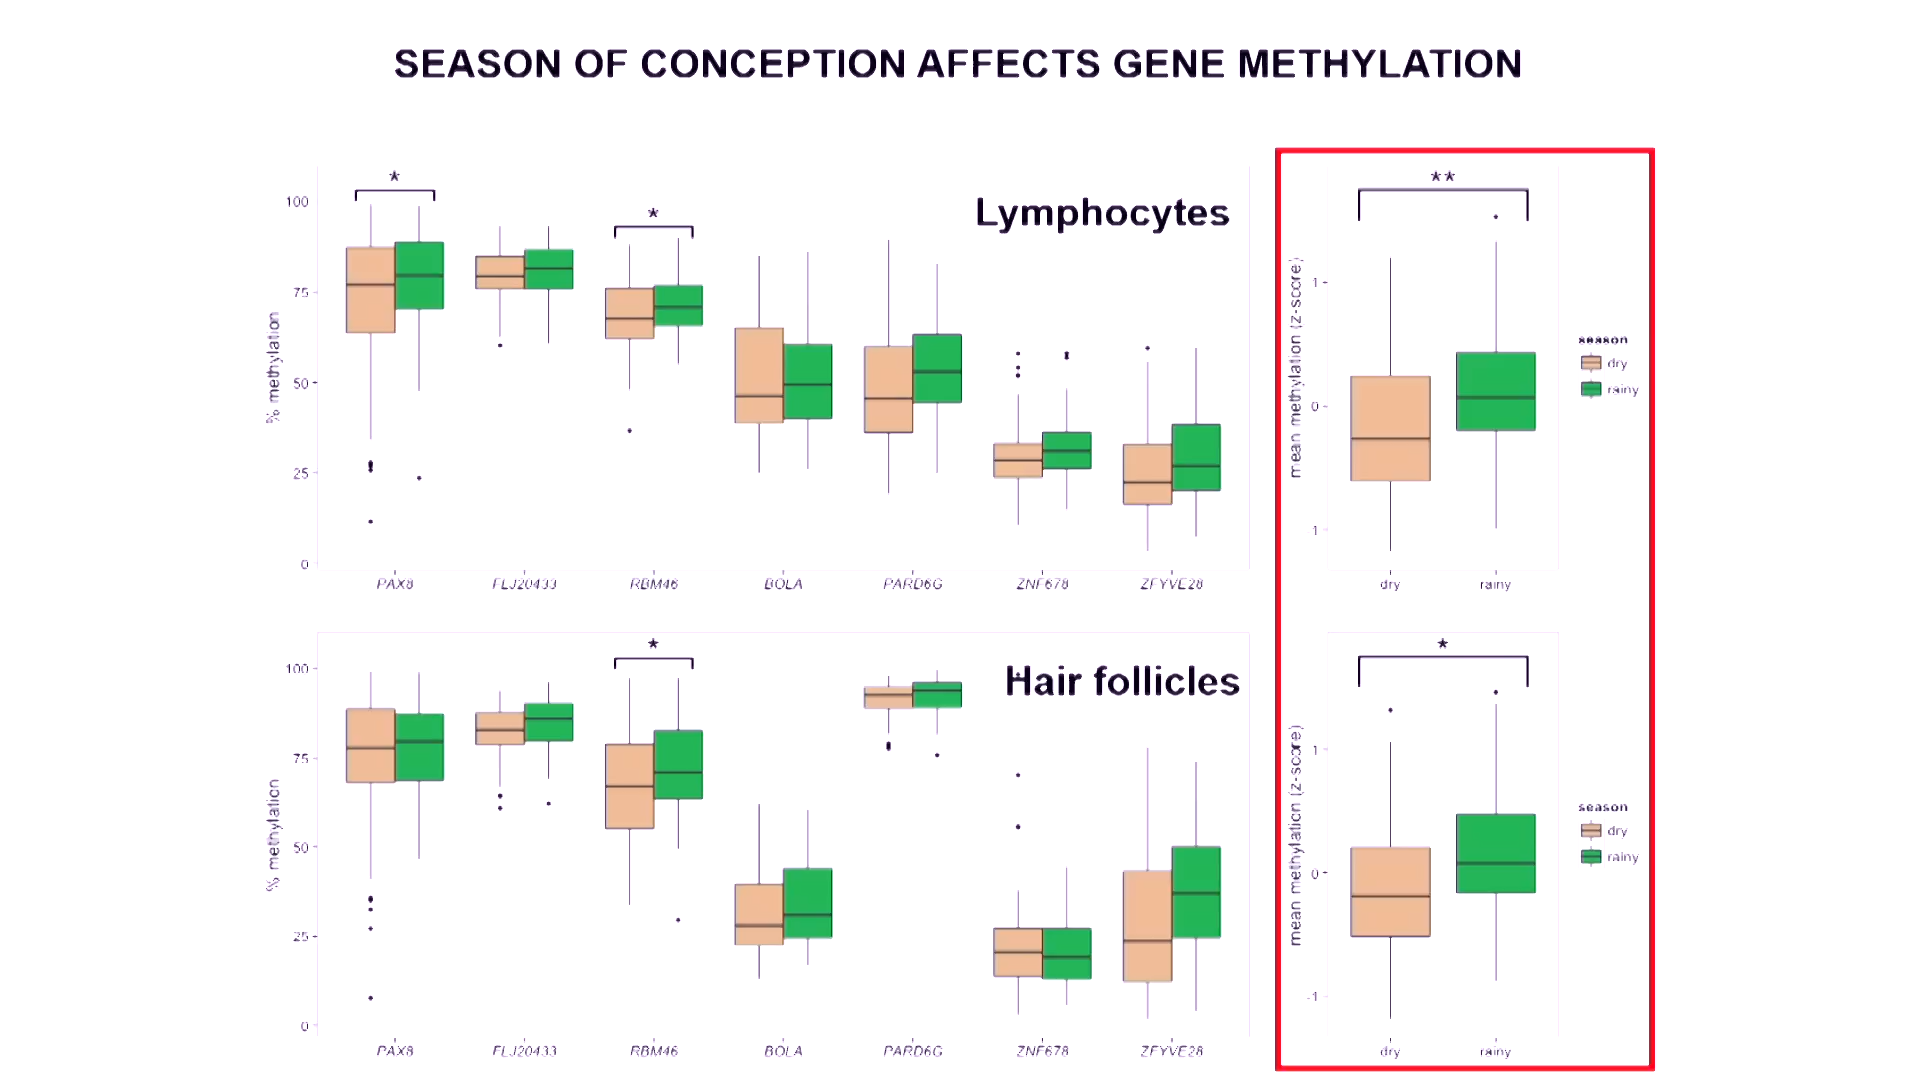 SEASON OF CONCEPTION AFFECTS GENE METHYLATION
Lymphocytes
% methylation
100
75
50
25
0
*
*
PAX8
FLJ20433
RBM46
BOLA
PARD6G
ZNF678
ZFYVE28
**
mean methylation (z-score)
1
0
1
dry
rainy
season
dry
rainy
Hair follicles
% methylation
100
75
50
25
0
*
PAX8
FLJ20433
RBM46
BOLA
PARD6G
ZNF678
ZFYVE28
*
mean methylation (z-score)
1
0
-1
dry
rainy
season
dry
rainy